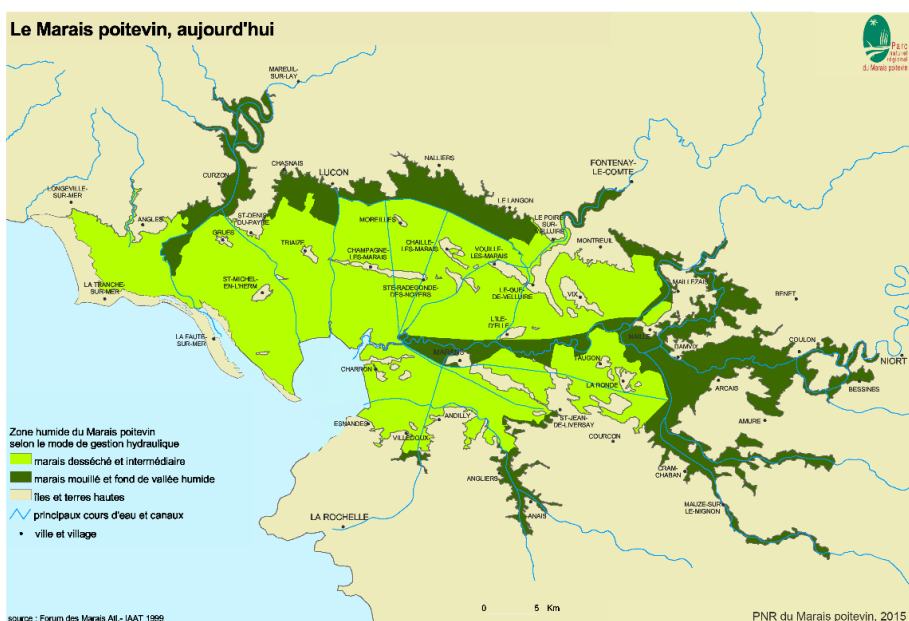 Le Marais poitevin, aujourd'hui
Parc
naturel
régional
du Marais poitevin
MAREUIL-
SUR-LAY
NALLIERS
CHASNAIS
LUCON
FONTENAY-
LE-COMTE
CURZON
LONGEVILLE-
SUR-MER
LE LANGON
ST-DENIS
-DU-PAYRE
MOREILLES
LE POIRE
SUR-
VELLUIRE
ANGLES
GRUES
TRIAIZE
CHAILLE-
LES-MARAIS
MONTREUIL
CHAMPAGNE-
LES-MARAIS
VOUILLE-
LES-MARAIS
ST-MICHEL-
EN-L'HERM
STE-RADEGONDE-
DES-NOYERS
LE-GUE-
DE-VELLUIRE
VIX
MAILLEZAIS
BENET
LA TRANCHE-
SUR-MER
L'ILE-
D'ELLE
MAILLE
DAMVIX
COULON
NIORT
LA FAUTE-
SUR-MER
MARANS
TAUGON
CHARRON
LA RONDE
ARCAIS
BESSINES
ESNANDES
ANDILLY
ST-JEAN-
DE-LIVERSAY
AMURE
VILLEDOUX
COURCON
CRAM-
CHABAN
ANGLIERS
MAUZE-SUR-
LE-MIGNON
ANAIS
LA ROCHELLE
Zone humide du Marais poitevin
selon le mode de gestion hydraulique
marais desséché et intermédiaire
marais mouillé et fond de vallée humide
îles et terres hautes
principaux cours d'eau et canaux
ville et village
0 5 Km
source : Forum des Marais Atl.- IAAT 1999
PNR du Marais poitevin, 2015